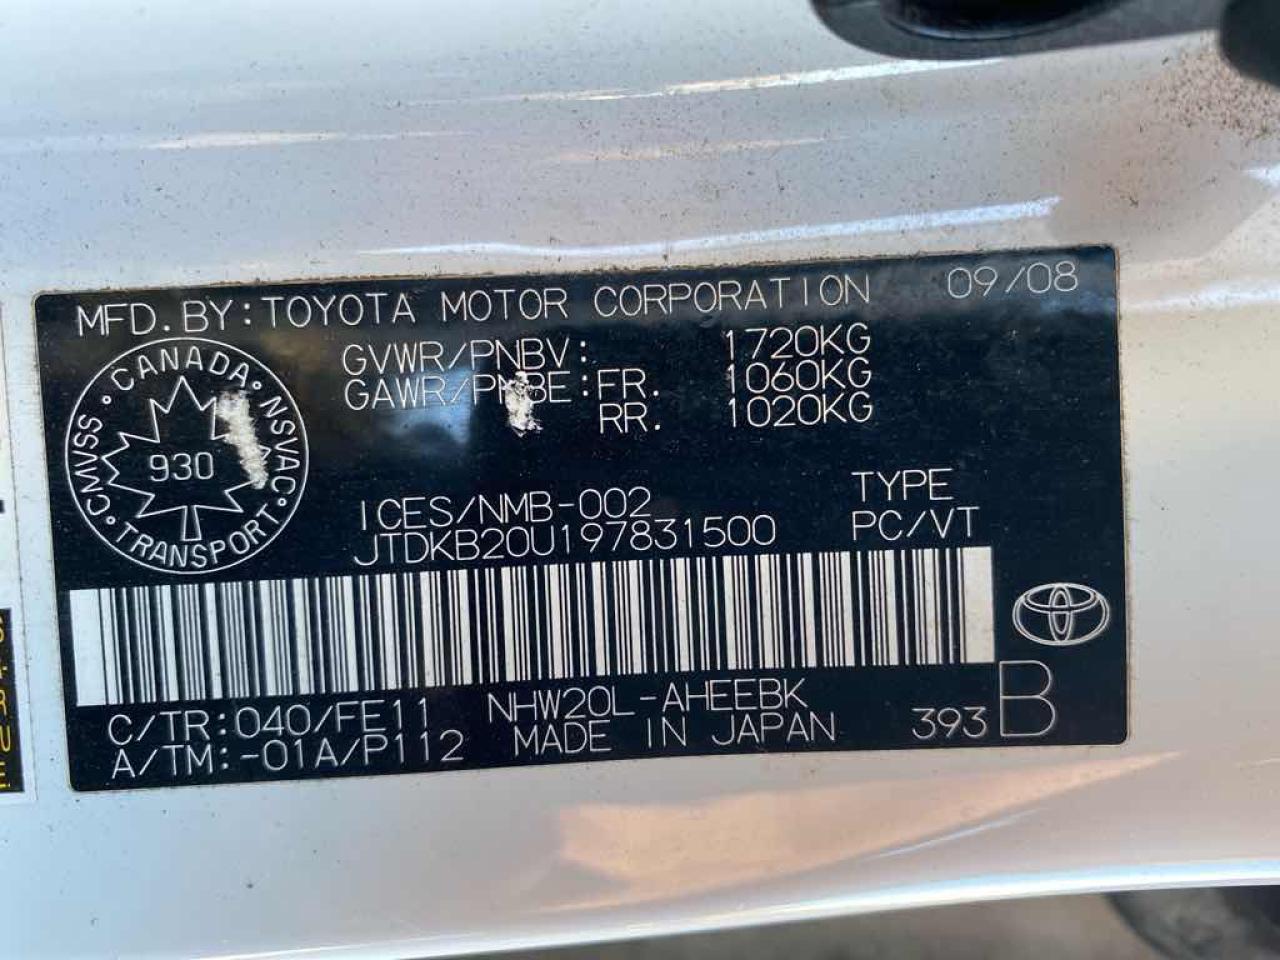 MFD. BY: TOYOTA MOTOR CORPORATION 09/08
GVWR/PNBV: 1720KG
GAWR/PNBE: FR. 1060KG
RR. 1020KG
CMVSS · CANADA · NSVAC · TRANSPORT ·
930
ICES/NMB-002 TYPE
JTDKB20U197831500 PC/VT
C/TR: 040/FE11 NHW20L-AHEEBK
A/TM: -01A/P112 MADE IN JAPAN 393 B